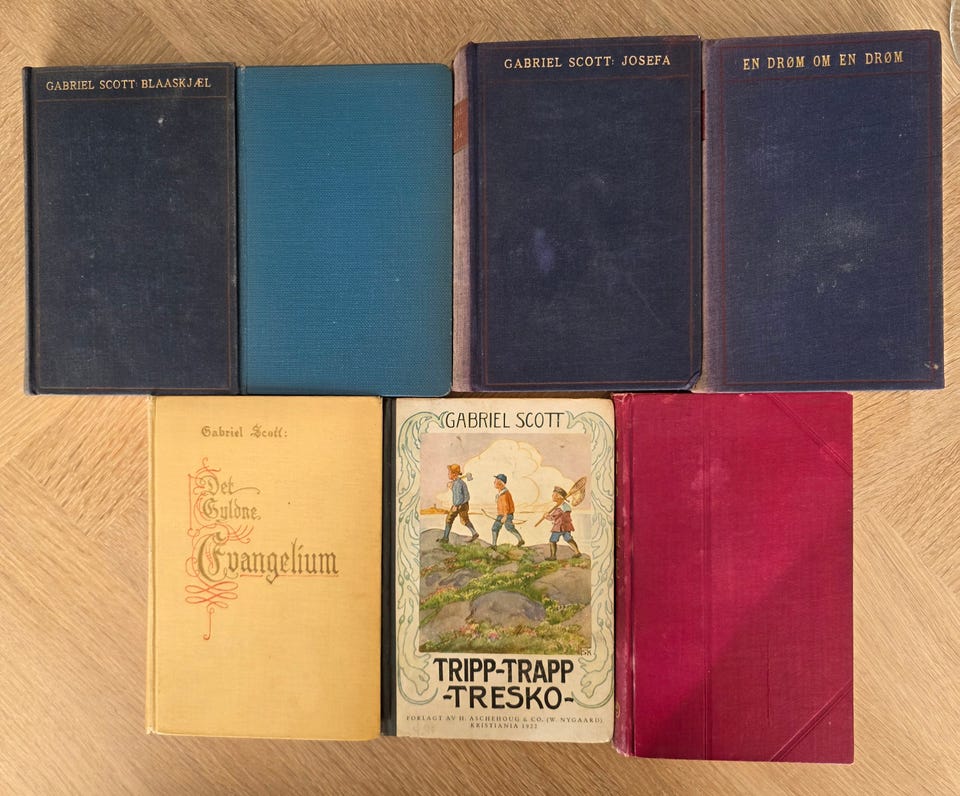 GABRIEL SCOTT: BLAASKJÆL
GABRIEL SCOTT: JOSEFA
EN DRØM OM EN DRØM
Gabriel Scott:
Det
Gyldne
Evangelium
GABRIEL SCOTT
TRIPP-TRAPP
-TRESKO-
FORLAGT AV H. ASCHEHOUG & CO. (W. NYGAARD)
KRISTIANIA 1922